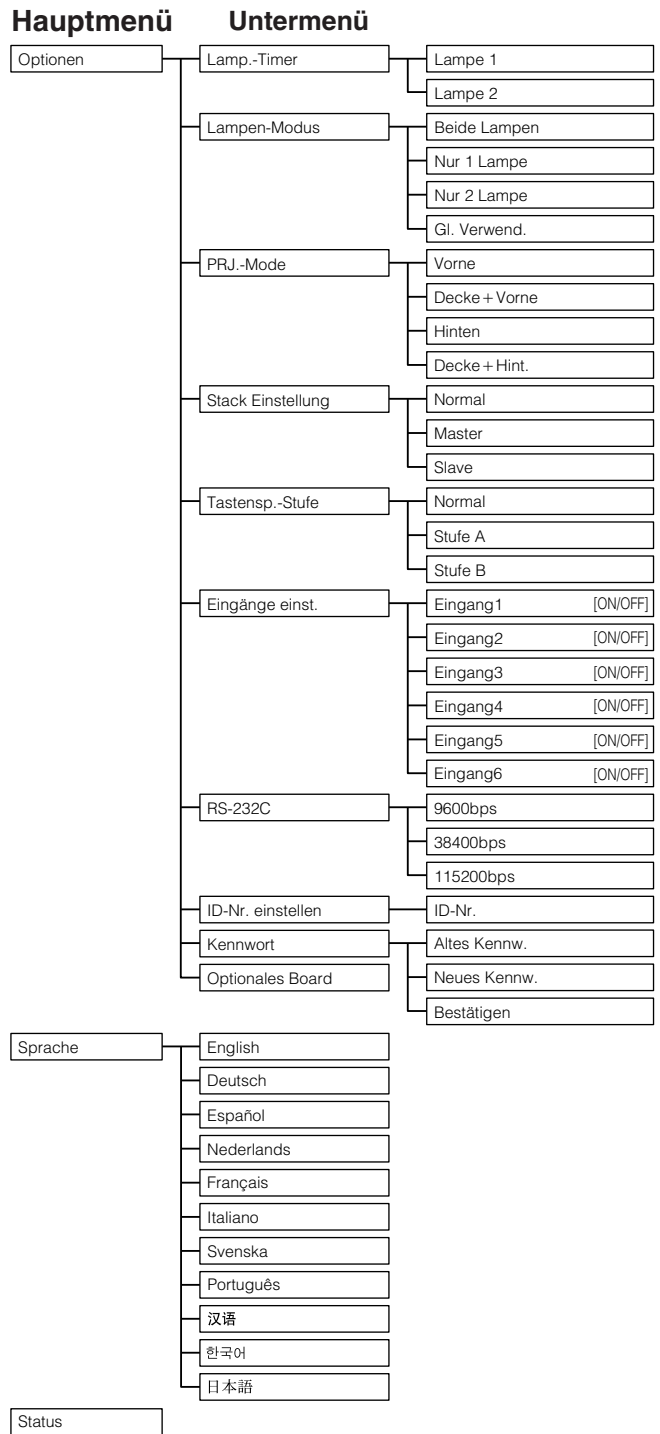 Hauptmenü Untermenü
Optionen Lamp.-Timer Lampe 1
Lampe 2
Lampen-Modus Beide Lampen
Nur 1 Lampe
Nur 2 Lampe
Gl. Verwend.
PRJ.-Mode Vorne
Decke+Vorne
Hinten
Decke+Hint.
Stack Einstellung Normal
Master
Slave
Tastensp.-Stufe Normal
Stufe A
Stufe B
Eingänge einst. Eingang1 [ON/OFF]
Eingang2 [ON/OFF]
Eingang3 [ON/OFF]
Eingang4 [ON/OFF]
Eingang5 [ON/OFF]
Eingang6 [ON/OFF]
RS-232C 9600bps
38400bps
115200bps
ID-Nr. einstellen ID-Nr.
Kennwort Altes Kennw.
Optionales Board Neues Kennw.
Bestätigen
Sprache English
Deutsch
Español
Nederlands
Français
Italiano
Svenska
Português
汉语
한국어
日本語
Status